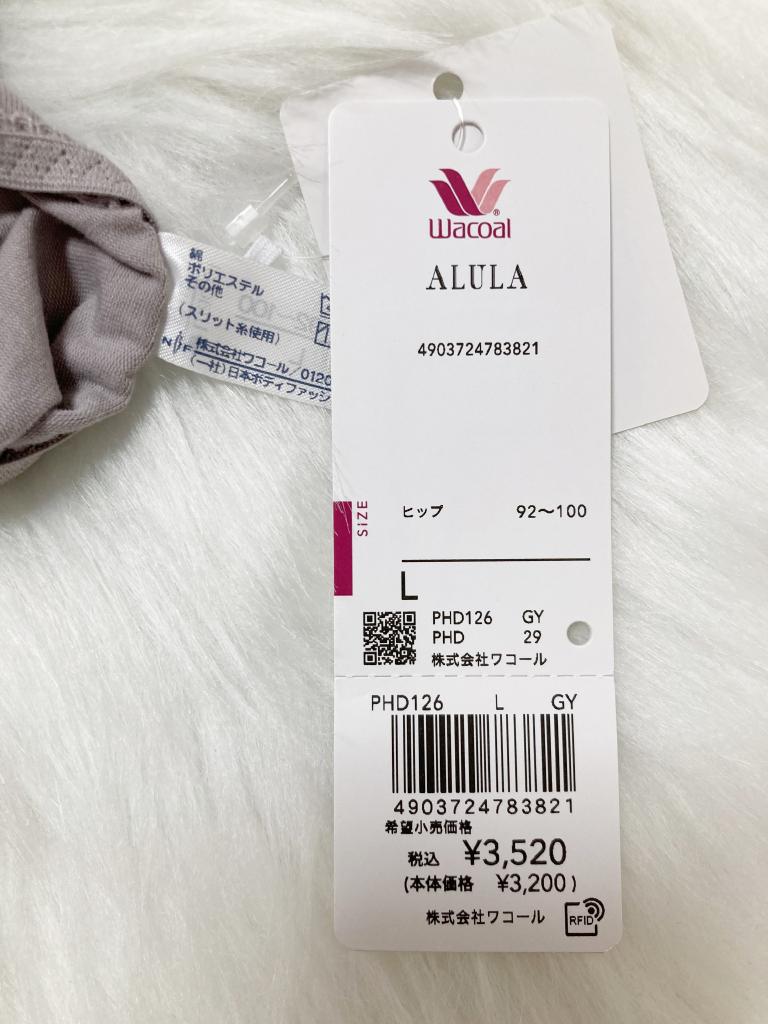 Wacoal
ALULA
4903724783821
SIZE
ヒップ 92〜100
L
PHD126 GY
PHD 29
株式会社ワコール
PHD126 L GY
4903724783821
希望小売価格
税込 ¥3,520
(本体価格 ¥3,200)
株式会社ワコール
RFID
綿
ポリエステル
その他
(スリット糸使用)
NBF 株式会社ワコール/0120
(一社)日本ボディファッシ